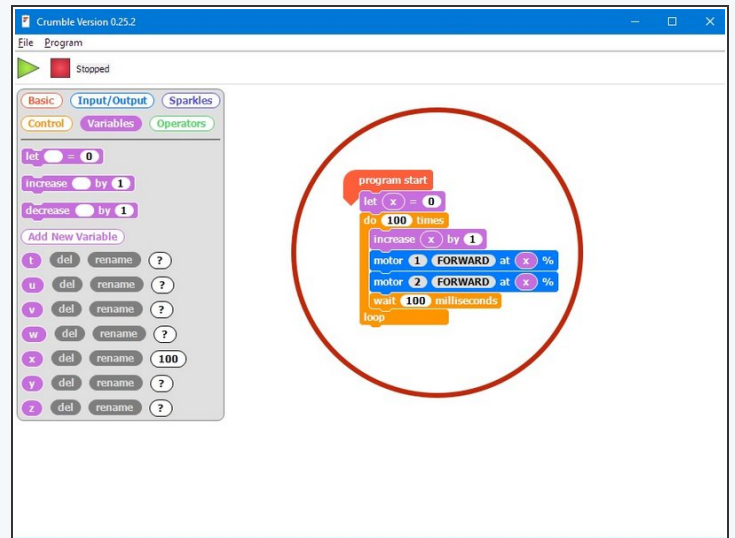 Crumble Version 0.25.2
File Program
Stopped
Basic Input/Output Sparkles
Control Variables Operators
let = 0
increase by 1
decrease by 1
Add New Variable
t del rename ?
u del rename ?
v del rename ?
w del rename ?
x del rename 100
y del rename ?
z del rename ?
program start
let x = 0
do 100 times
increase x by 1
motor 1 FORWARD at x %
motor 2 FORWARD at x %
wait 100 milliseconds
loop